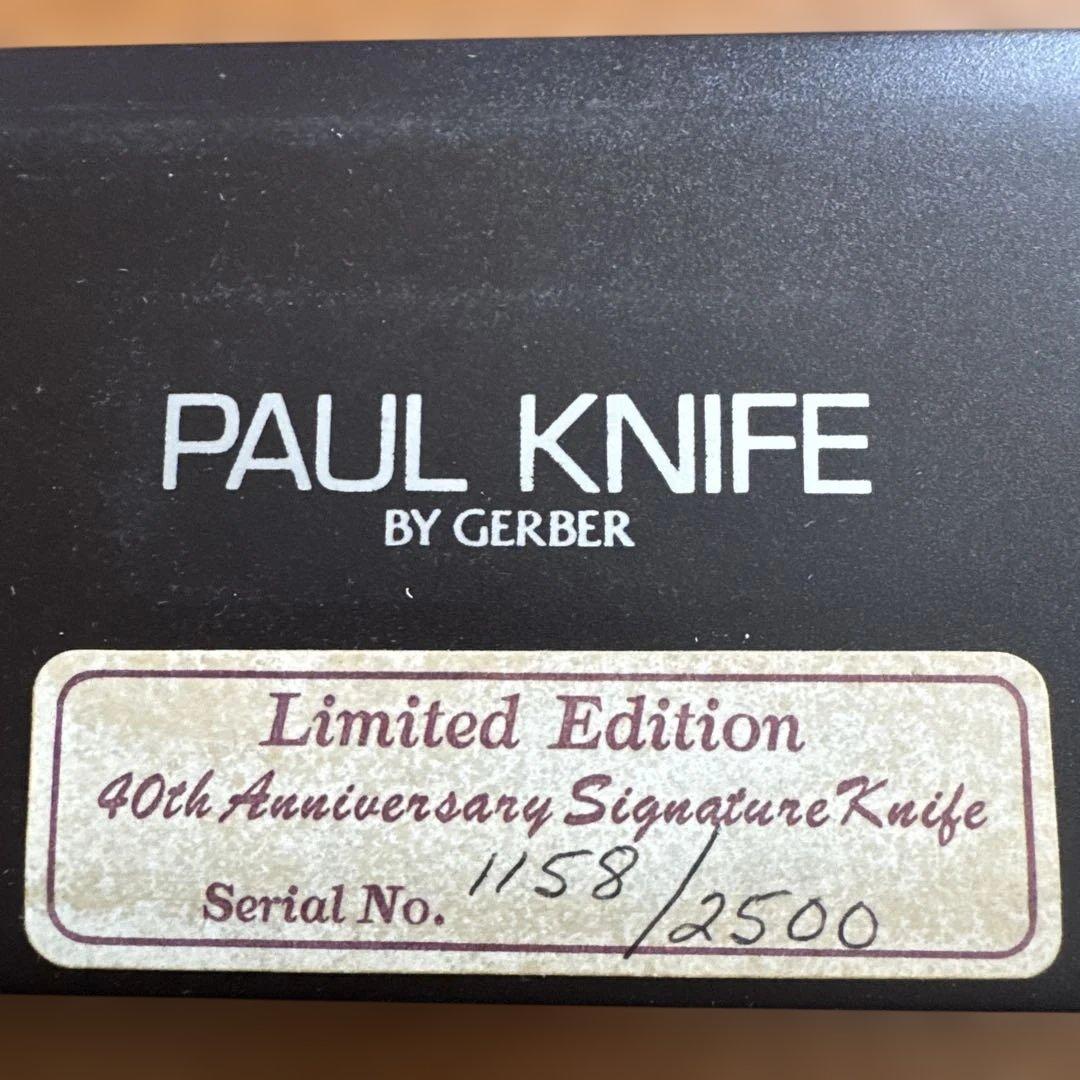 PAUL KNIFE
BY GERBER
Limited Edition
40th Anniversary Signature Knife
Serial No. 1158/2500